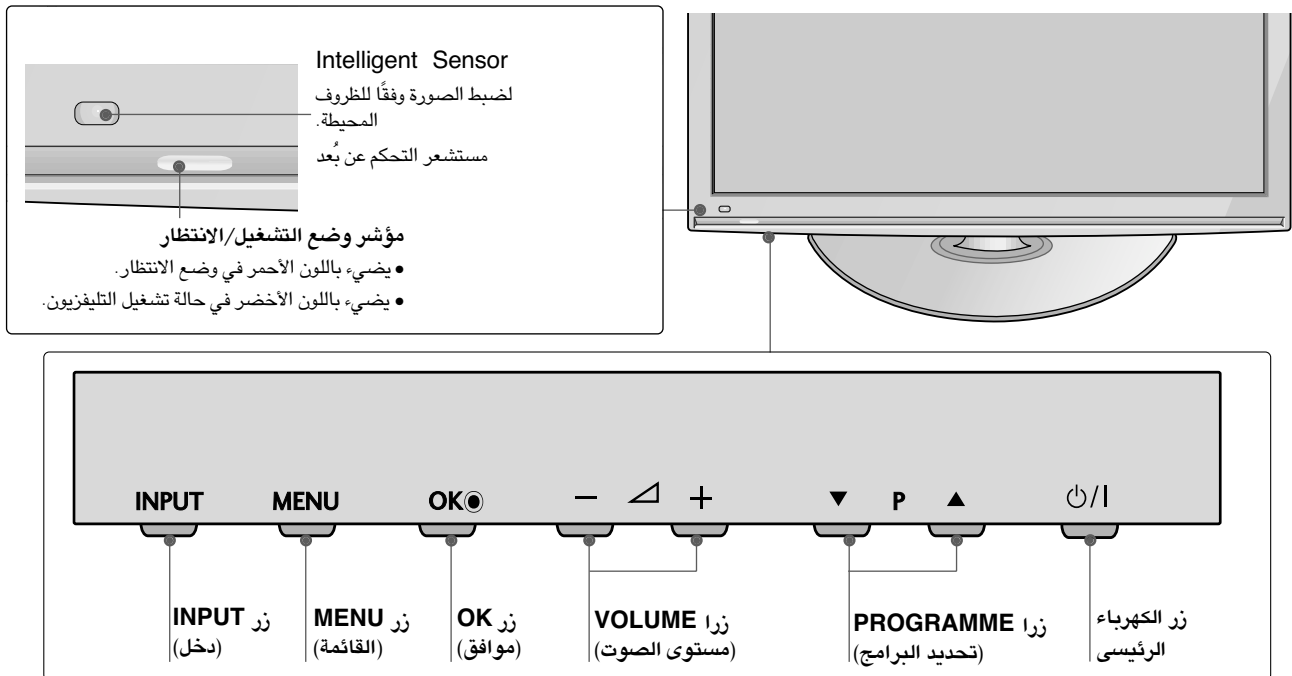 Intelligent Sensor
لضبط الصورة وفقًا للظروف
المحيطة.
مستشعر التحكم عن بُعد
مؤشر وضع التشغيل/الانتظار
• يضيء باللون الأحمر في وضع الانتظار.
• يضيء باللون الأخضر في حالة تشغيل التليفزيون.
INPUT MENU OK◉ − ⊿ + ▼ P ▲ ⏻/I
زر INPUT
(دخل)
زر MENU
(القائمة)
زر OK
(موافق)
زرا VOLUME
(مستوى الصوت)
زرا PROGRAMME
(تحديد البرامج)
زر الكهرباء
الرئيسى